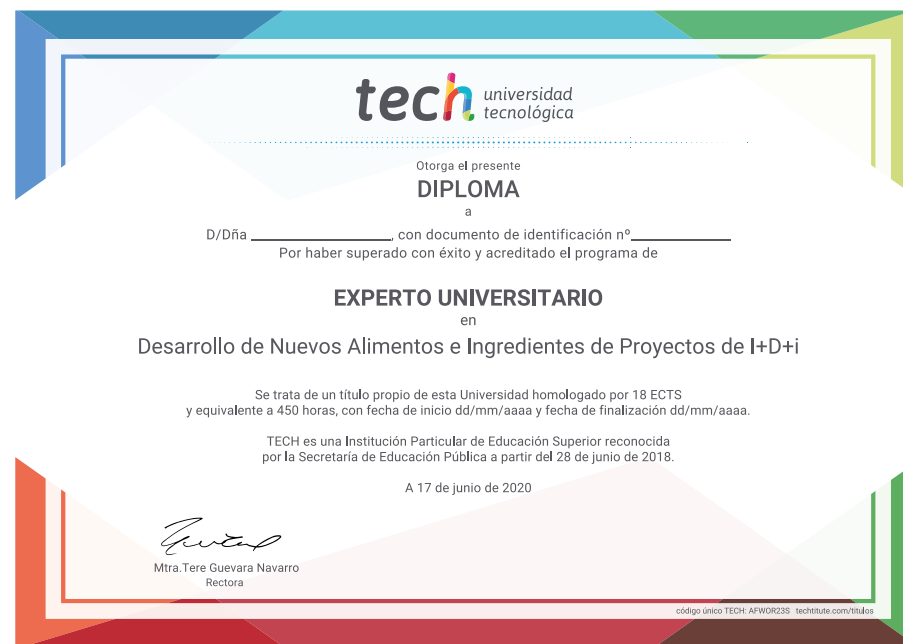 tech universidad
tecnológica
Otorga el presente
DIPLOMA
a
D/Dña ____________________, con documento de identificación nº______________
Por haber superado con éxito y acreditado el programa de
EXPERTO UNIVERSITARIO
en
Desarrollo de Nuevos Alimentos e Ingredientes de Proyectos de I+D+i
Se trata de un título propio de esta Universidad homologado por 18 ECTS
y equivalente a 450 horas, con fecha de inicio dd/mm/aaaa y fecha de finalización dd/mm/aaaa.
TECH es una Institución Particular de Educación Superior reconocida
por la Secretaría de Educación Pública a partir del 28 de junio de 2018.
A 17 de junio de 2020
Mtra.Tere Guevara Navarro
Rectora
código único TECH: AFWOR23S techtitute.com/titulos